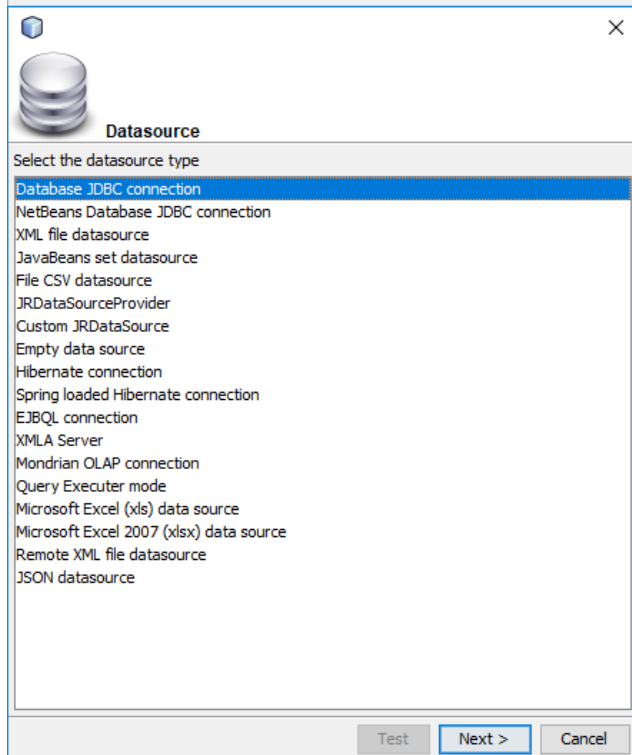 Datasource
Select the datasource type
Database JDBC connection
NetBeans Database JDBC connection
XML file datasource
JavaBeans set datasource
File CSV datasource
JRDataSourceProvider
Custom JRDataSource
Empty data source
Hibernate connection
Spring loaded Hibernate connection
EJBQL connection
XMLA Server
Mondrian OLAP connection
Query Executer mode
Microsoft Excel (xls) data source
Microsoft Excel 2007 (xlsx) data source
Remote XML file datasource
JSON datasource
Test Next > Cancel